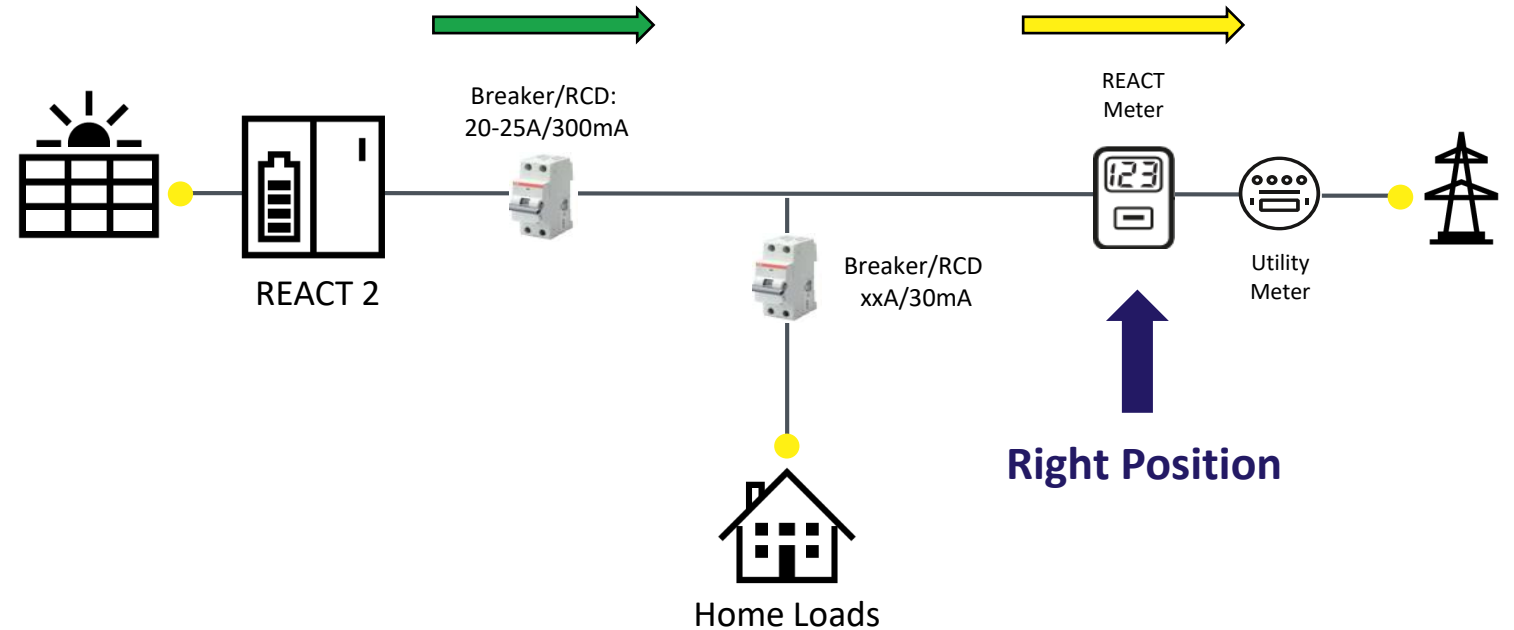 Breaker/RCD:
20-25A/300mA
REACT
Meter
123
REACT 2
Breaker/RCD
xxA/30mA
Utility
Meter
Right Position
Home Loads